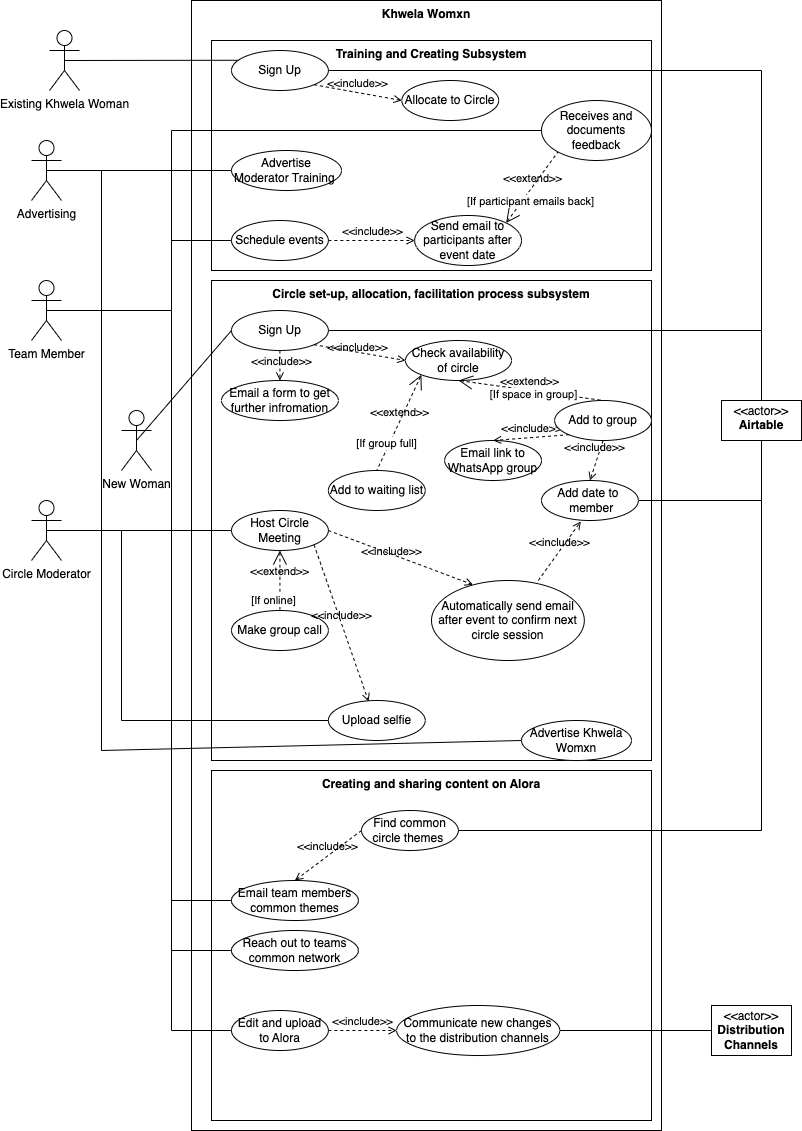 Khwela Womxn
Training and Creating Subsystem
Existing Khwela Woman
Sign Up
<<include>>
Allocate to Circle
Receives and
documents
feedback
Advertising
Advertise
Moderator Training
<<extend>>
[If participant emails back]
Schedule events
<<include>>
Send email to
participants after
event date
Team Member
Circle set-up, allocation, facilitation process subsystem
Sign Up
<<include>>
Check availability
of circle
<<include>>
Email a form to get
further infromation
<<extend>>
[If space in group]
<<extend>>
[If group full]
Add to group
<<include>>
<<include>>
Email link to
WhatsApp group
<<actor>>
Airtable
New Woman
Add to waiting list
Add date to
member
Circle Moderator
Host Circle
Meeting
<<include>>
<<include>>
<<extend>>
[If online]
<<include>>
Make group call
Automatically send email
after event to confirm next
circle session
Upload selfie
Advertise Khwela
Womxn
Creating and sharing content on Alora
Find common
circle themes
<<include>>
Email team members
common themes
Reach out to teams
common network
Edit and upload
to Alora
<<include>>
Communicate new changes
to the distribution channels
<<actor>>
Distribution
Channels